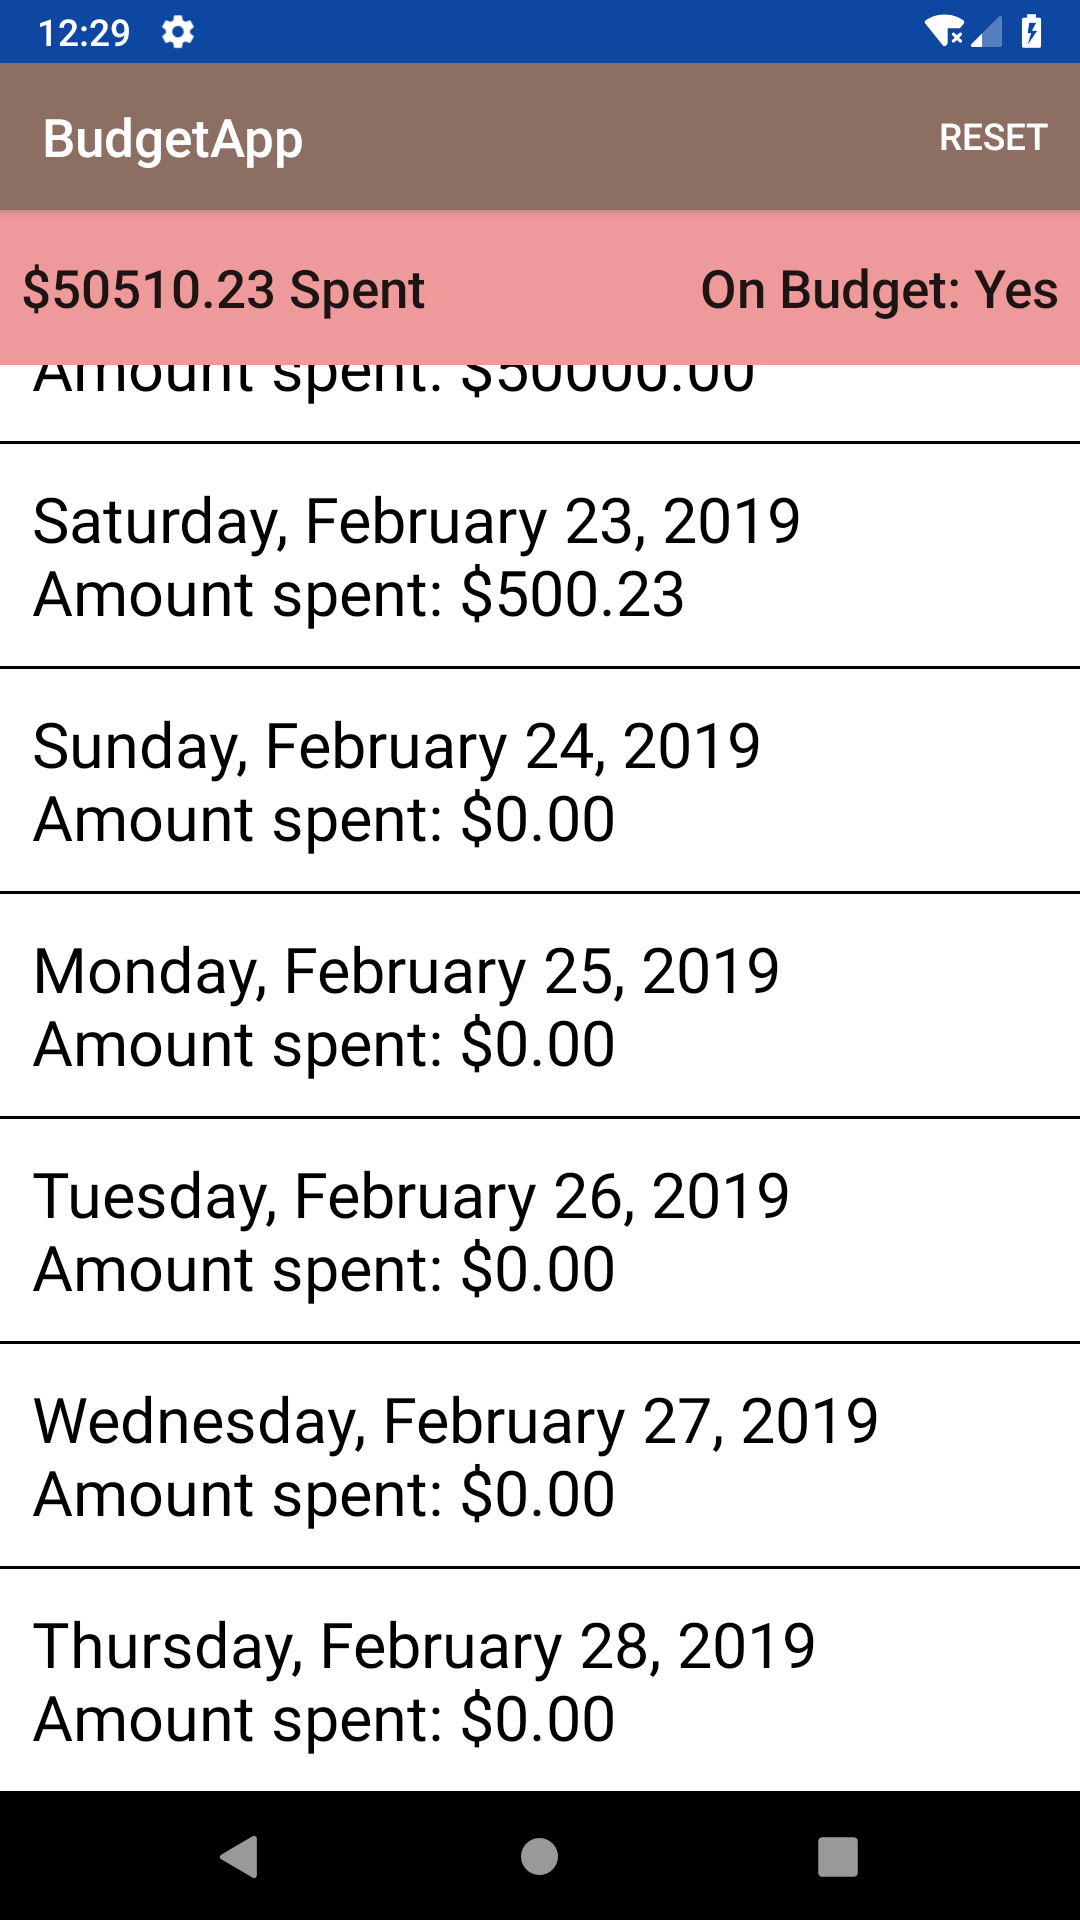 12:29
BudgetApp
RESET
$50510.23 Spent
On Budget: Yes
Amount spent: $50000.00
Saturday, February 23, 2019
Amount spent: $500.23
Sunday, February 24, 2019
Amount spent: $0.00
Monday, February 25, 2019
Amount spent: $0.00
Tuesday, February 26, 2019
Amount spent: $0.00
Wednesday, February 27, 2019
Amount spent: $0.00
Thursday, February 28, 2019
Amount spent: $0.00